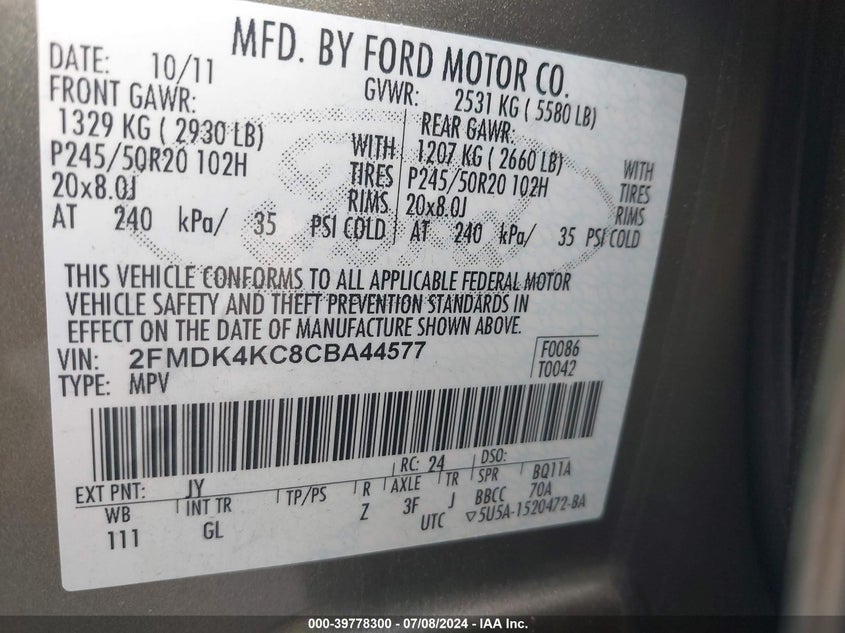 MFD. BY FORD MOTOR CO.
DATE: 10/11 GVWR: 2531 KG ( 5580 LB)
FRONT GAWR: REAR GAWR:
1329 KG ( 2930 LB) WITH 1207 KG ( 2660 LB) WITH
P245/50R20 102H TIRES P245/50R20 102H TIRES
20x8.0J RIMS 20x8.0J RIMS
AT 240 kPa/ 35 PSI COLD AT 240 kPa/ 35 PSI COLD
THIS VEHICLE CONFORMS TO ALL APPLICABLE FEDERAL MOTOR
VEHICLE SAFETY AND THEFT PREVENTION STANDARDS IN
EFFECT ON THE DATE OF MANUFACTURE SHOWN ABOVE.
VIN: 2FMDK4KC8CBA44577 F0086
TYPE: MPV T0042
EXT PNT: JY RC: 24 DSO:
WB INT TR TP/PS R AXLE TR SPR BQ11A
111 GL Z 3F J BBCC 70A
UTC ▽5U5A-1520472-BA
000-39778300 - 07/08/2024 - IAA Inc.